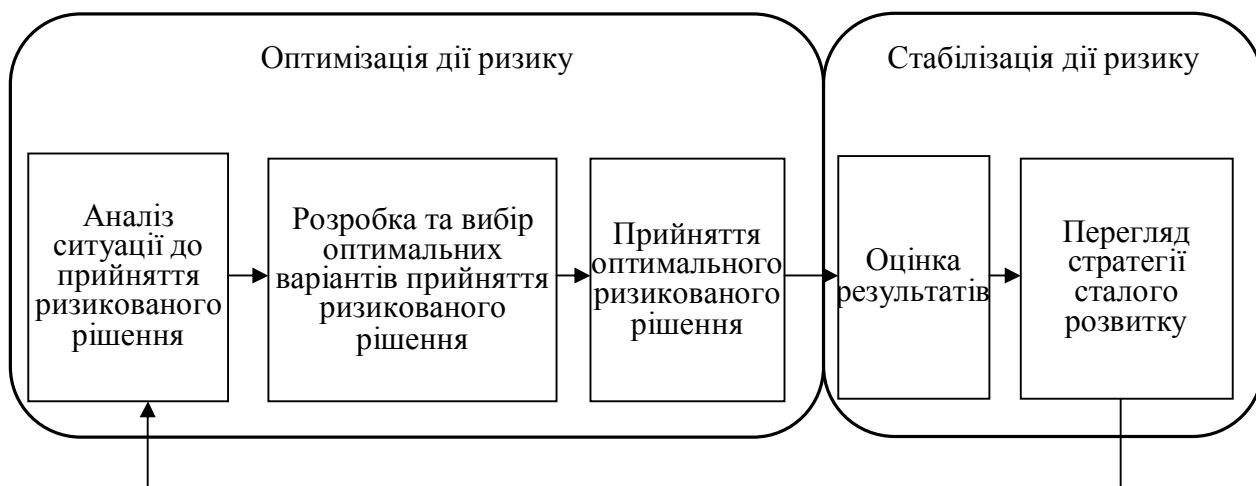 Оптимізація дії ризику
Стабілізація дії ризику
Аналіз
ситуації до
прийняття
ризикованого
рішення
Розробка та вибір
оптимальних
варіантів прийняття
ризикованого
рішення
Прийняття
оптимального
ризикованого
рішення
Оцінка
результатів
Перегляд
стратегії
сталого
розвитку